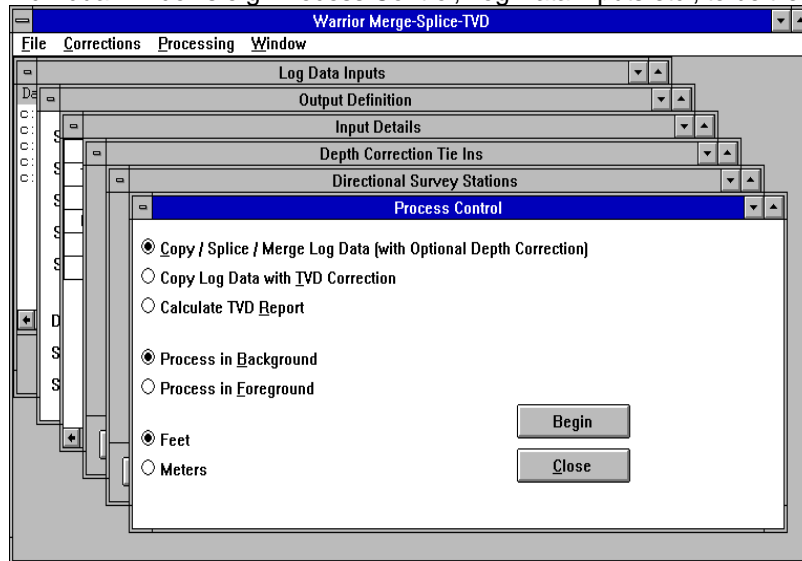 Warrior Merge-Splice-TVD
File Corrections Processing Window
Log Data Inputs
Da
Output Definition
c:
Input Details
c:
S
c:
Depth Correction Tie Ins
c:
S
c:
Directional Survey Stations
S
Process Control
S
Copy / Splice / Merge Log Data (with Optional Depth Correction)
S
Copy Log Data with TVD Correction
Calculate TVD Report
D
S
Process in Background
S
Process in Foreground
Begin
Feet
Meters
Close